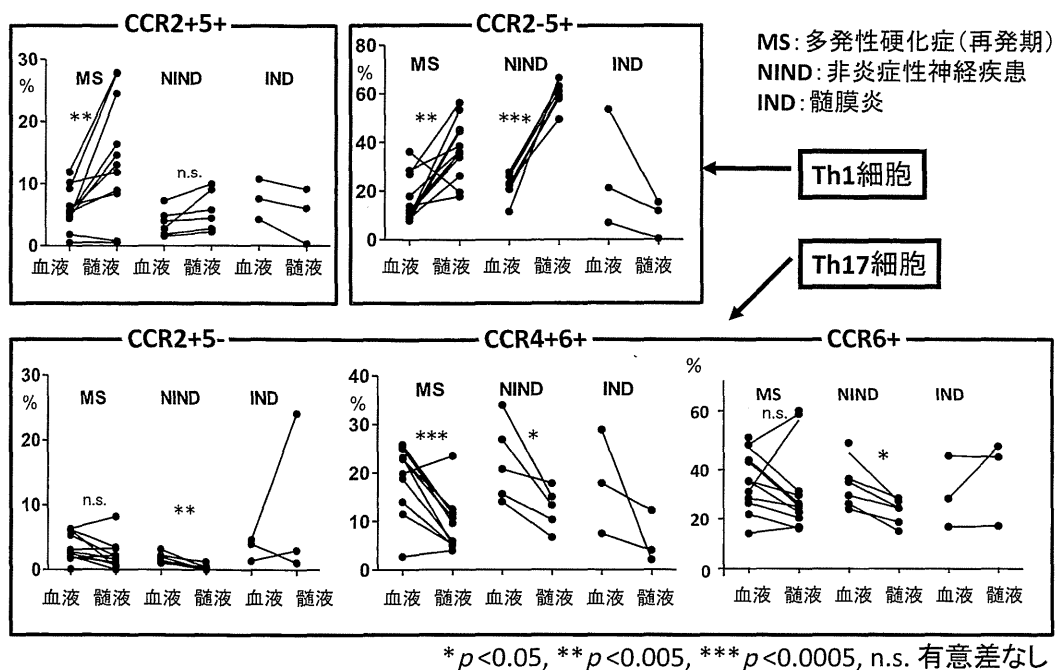 CCR2+5+
%
30
20
10
0
MS
NIND
IND
**
n.s.
血液 髄液 血液 髄液 血液 髄液
CCR2-5+
80
60
40
20
0
%
MS
NIND
IND
**
***
血液 髄液 血液 髄液 血液 髄液
MS：多発性硬化症（再発期）
NIND：非炎症性神経疾患
IND：髄膜炎
Th1細胞
Th17細胞
CCR2+5-
30
20
10
0
%
MS
NIND
IND
n.s.
**
血液 髄液 血液 髄液 血液 髄液
CCR4+6+
40
30
20
10
0
%
MS
NIND
IND
***
*
血液 髄液 血液 髄液 血液 髄液
CCR6+
%
60
40
20
0
MS
NIND
IND
n.s.
*
血液 髄液 血液 髄液 血液 髄液
*p<0.05, **p<0.005, ***p<0.0005, n.s. 有意差なし